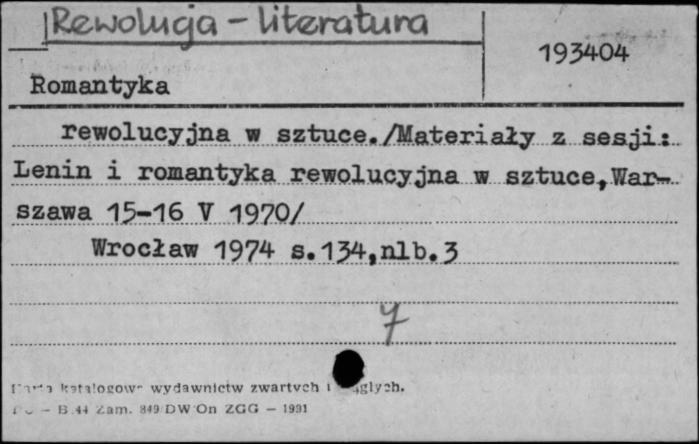 Rewolucja - literatura
193404
Romantyka
rewolucyjna w sztuce./Materiały z sesji:
Lenin i romantyka rewolucyjna w sztuce,War-
szawa 15-16 V 1970/
Wrocław 1974 s.134,nlb.3
7
wydawnictw zwartych i
B.44 Zam. 849 DW On ZGG — 1991